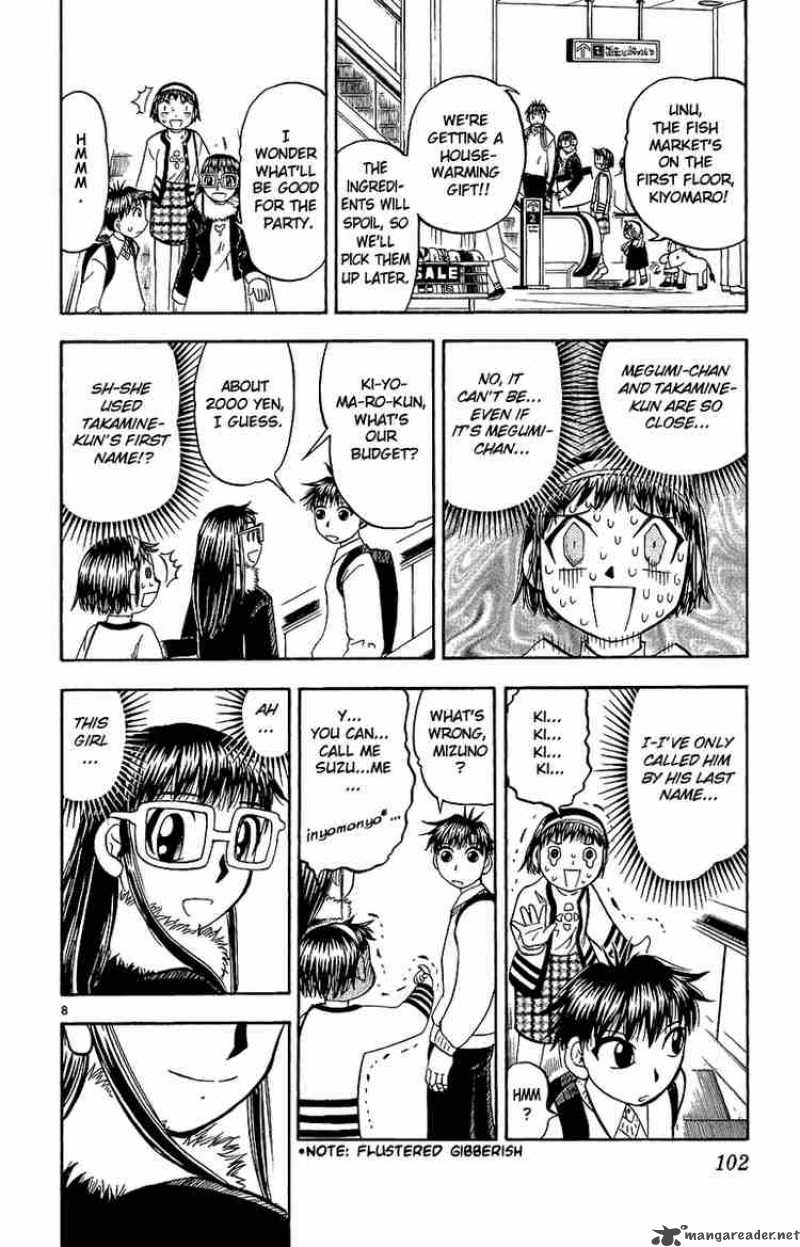 UNU,
THE FISH
MARKET'S
ON THE
FIRST FLOOR,
KIYOMARO!
WE'RE
GETTING A
HOUSE-
WARMING
GIFT!!
THE
INGREDI-
ENTS WILL
SPOIL, SO
WE'LL
PICK THEM
UP LATER.
SALE
2
I
WONDER
WHAT'LL
BE GOOD
FOR THE
PARTY.
HMMM.
MEGUMI-CHAN
AND TAKAMINE-
KUN ARE SO
CLOSE...
NO, IT
CAN'T BE...
EVEN IF
IT'S MEGUMI-
CHAN...
KI-YO-
MA-RO-KUN,
WHAT'S
OUR
BUDGET?
ABOUT
2000 YEN,
I GUESS.
SH-SHE
USED
TAKAMINE-
KUN'S FIRST
NAME!?
I-I'VE ONLY
CALLED HIM
BY HIS LAST
NAME...
KI...
KI...
KI...
KI...
HMM
?
WHAT'S
WRONG,
MIZUNO
?
Y...
YOU CAN...
CALL ME
SUZU...ME
...
inyomonyo*...
AH
...
THIS
GIRL
...
8
*NOTE: FLUSTERED GIBBERISH
102
mangareader.net